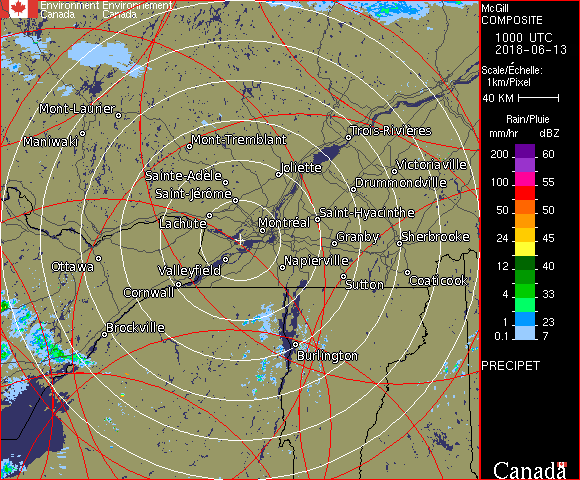 Environment Environnement
Canada Canada
McGill
COMPOSITE
1000 UTC
2018-06-13
Scale/Échelle:
1km/Pixel
40 KM
Rain/Pluie
mm/hr dBZ
200 60
100 55
50 50
24 45
12 40
4 33
1 23
0.1 7
PRECIPET
Canada
Mont-Laurier
Maniwaki
Mont-Tremblant
Trois-Rivières
Joliette
Victoriaville
Sainte-Adèle
Drummondville
Saint-Jérôme
Lachute
Saint-Hyacinthe
Montréal
Granby
Sherbrooke
Ottawa
Valleyfield
Napierville
Cornwall
Sutton
Coaticook
Brockville
Burlington